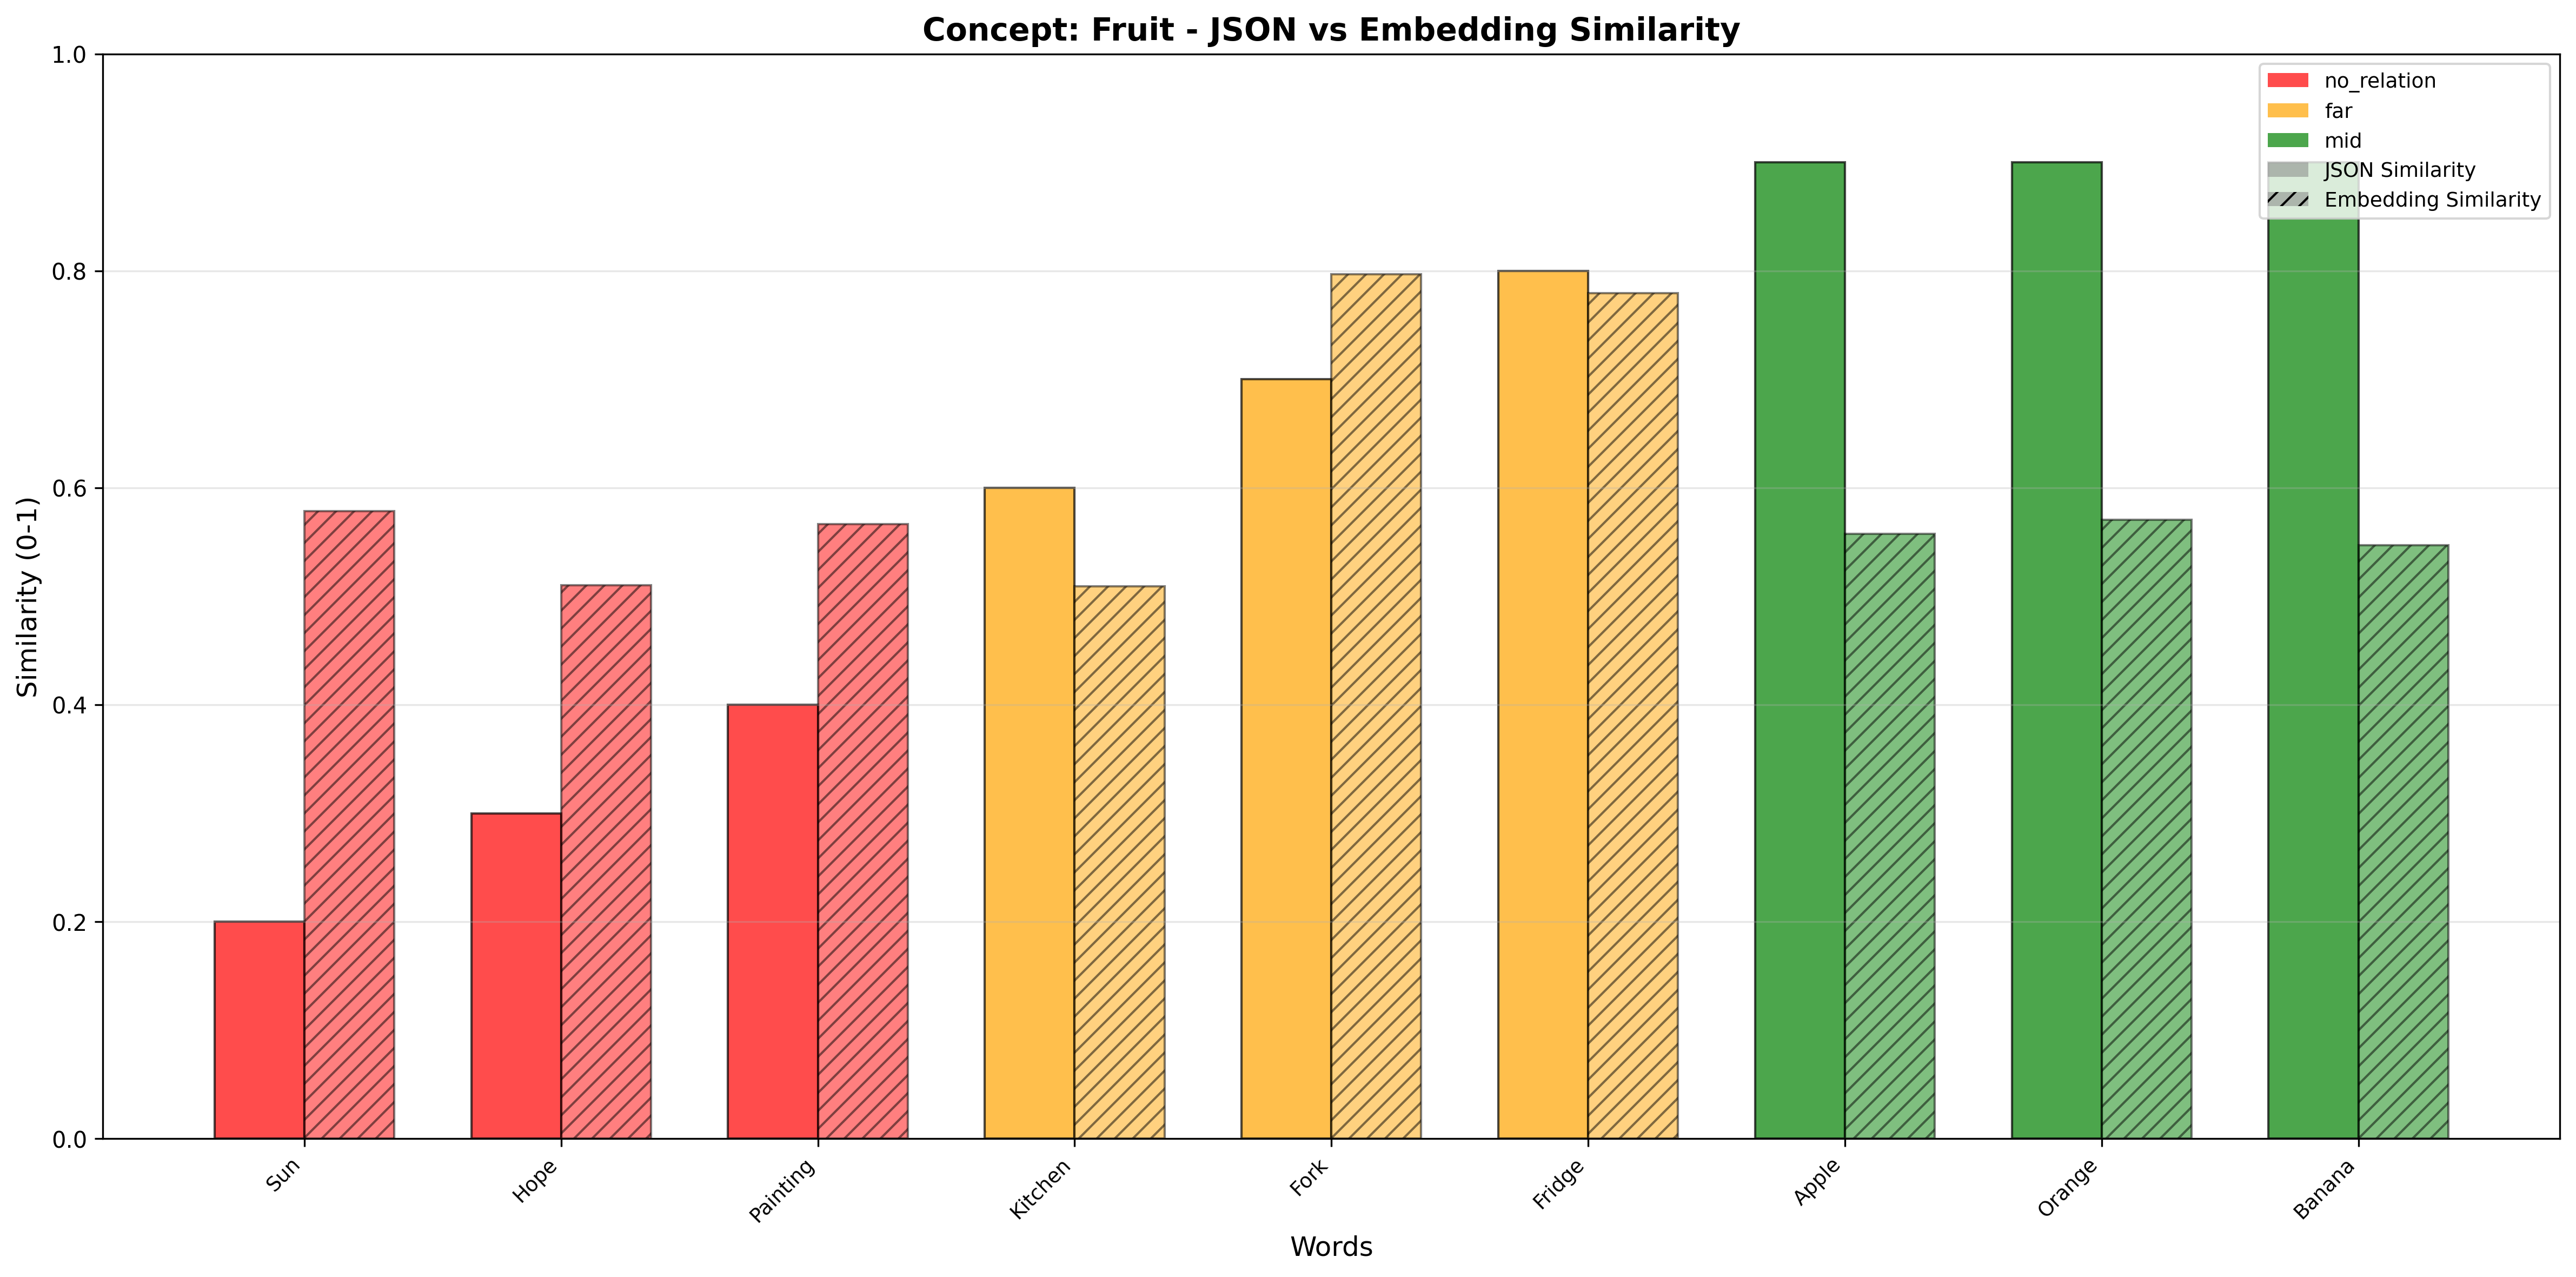 Concept: Fruit - JSON vs Embedding Similarity
1.0
0.8
0.6
0.4
0.2
0.0
Similarity (0-1)
no_relation
far
mid
JSON Similarity
Embedding Similarity
Sun
Hope
Painting
Kitchen
Fork
Fridge
Apple
Orange
Banana
Words